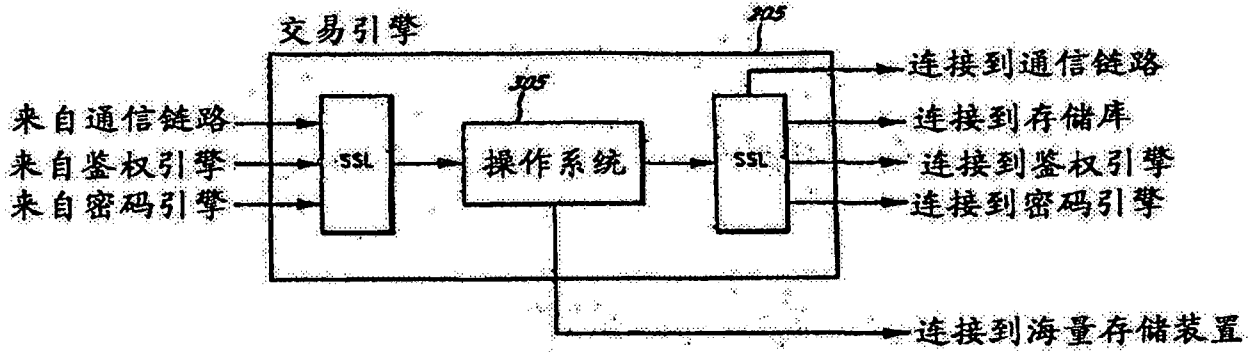 交易引擎
205
305
来自通信链路
来自鉴权引擎
来自密码引擎
SSL
操作系统
SSL
连接到通信链路
连接到存储库
连接到鉴权引擎
连接到密码引擎
连接到海量存储装置